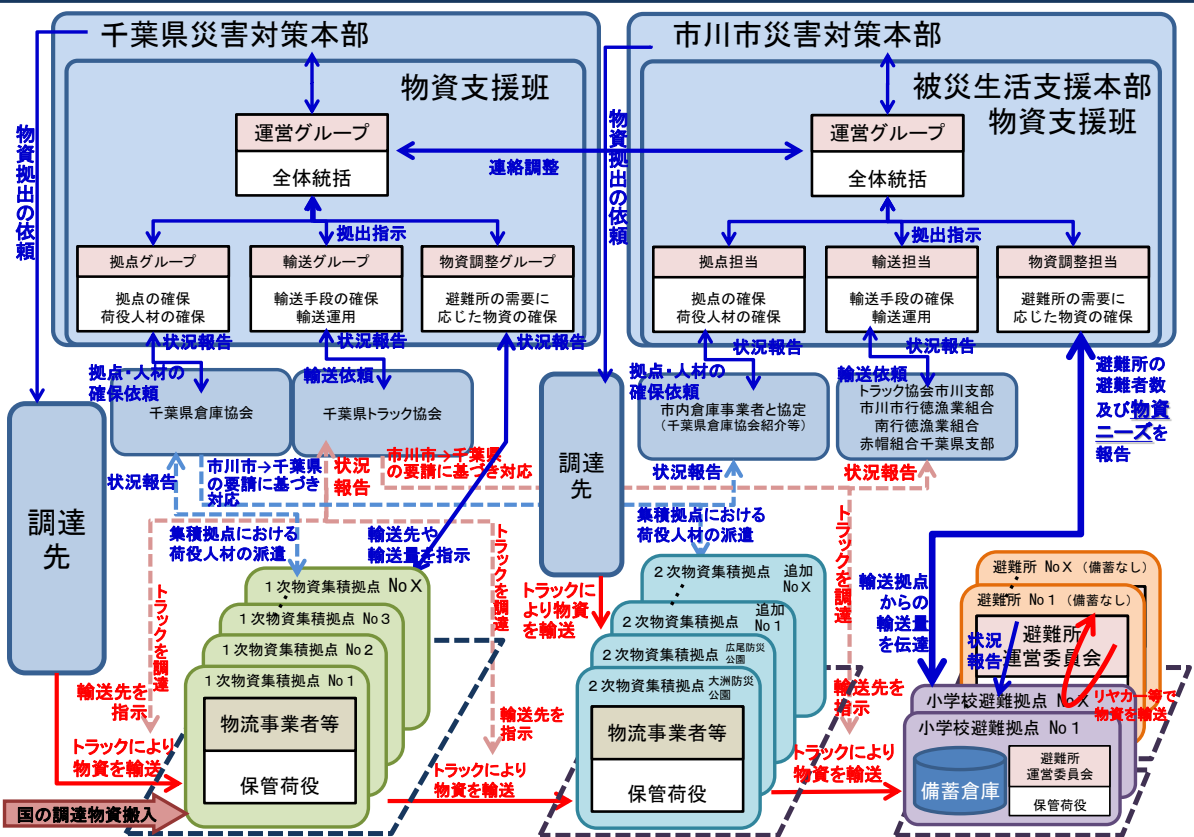 千葉県災害対策本部
物資支援班
運営グループ
全体統括
拠出指示
拠点グループ
拠点の確保
荷役人材の確保
輸送グループ
輸送手段の確保
輸送運用
物資調整グループ
避難所の需要に
応じた物資の確保
物資拠出の依頼
連絡調整
市川市災害対策本部
被災生活支援本部
物資支援班
運営グループ
全体統括
拠出指示
拠点担当
拠点の確保
荷役人材の確保
輸送担当
輸送手段の確保
輸送運用
物資調整担当
避難所の需要に
応じた物資の確保
物資拠出の依頼
状況報告
状況報告
状況報告
拠点・人材の
確保依頼
輸送依頼
千葉県倉庫協会
千葉県トラック協会
状況報告
状況報告
拠点・人材の
確保依頼
輸送依頼
市内倉庫事業者と協定
(千葉県倉庫協会紹介等)
トラック協会市川支部
市川市行徳漁業組合
南行徳漁業組合
赤帽組合千葉県支部
避難所の
避難者数
及び物資
ニーズを
報告
調達
先
調達
先
状況報告
市川市→千葉県
の要請に基づき
対応
状況
報告
市川市→千葉県
の要請に基づき対応
集積拠点における
荷役人材の派遣
輸送先や
輸送量を指示
トラックを調達
トラックを調達
集積拠点における
荷役人材の派遣
トラックを調達
トラックに
より物資
を輸送
輸送拠点
からの
輸送量
を伝達
1次物資集積拠点 NoX
1次物資集積拠点 No3
1次物資集積拠点 No2
1次物資集積拠点 No1
物流事業者等
保管荷役
輸送先を
指示
トラックにより
物資を輸送
国の調達物資搬入
輸送先を
指示
トラックにより
物資を輸送
2次物資集積拠点 追加
NoX
2次物資集積拠点 追加
No1
2次物資集積拠点 広尾防災
公園
2次物資集積拠点 大洲防災
公園
物流事業者等
保管荷役
輸送先を
指示
トラックにより
物資を輸送
避難所 NoX (備蓄なし)
避難所 No1 (備蓄なし)
避難所
運営委員会
状況
報告
リヤカー等で
物資を輸送
小学校避難拠点 NoX
小学校避難拠点 No1
備蓄倉庫
避難所
運営委員会
保管荷役